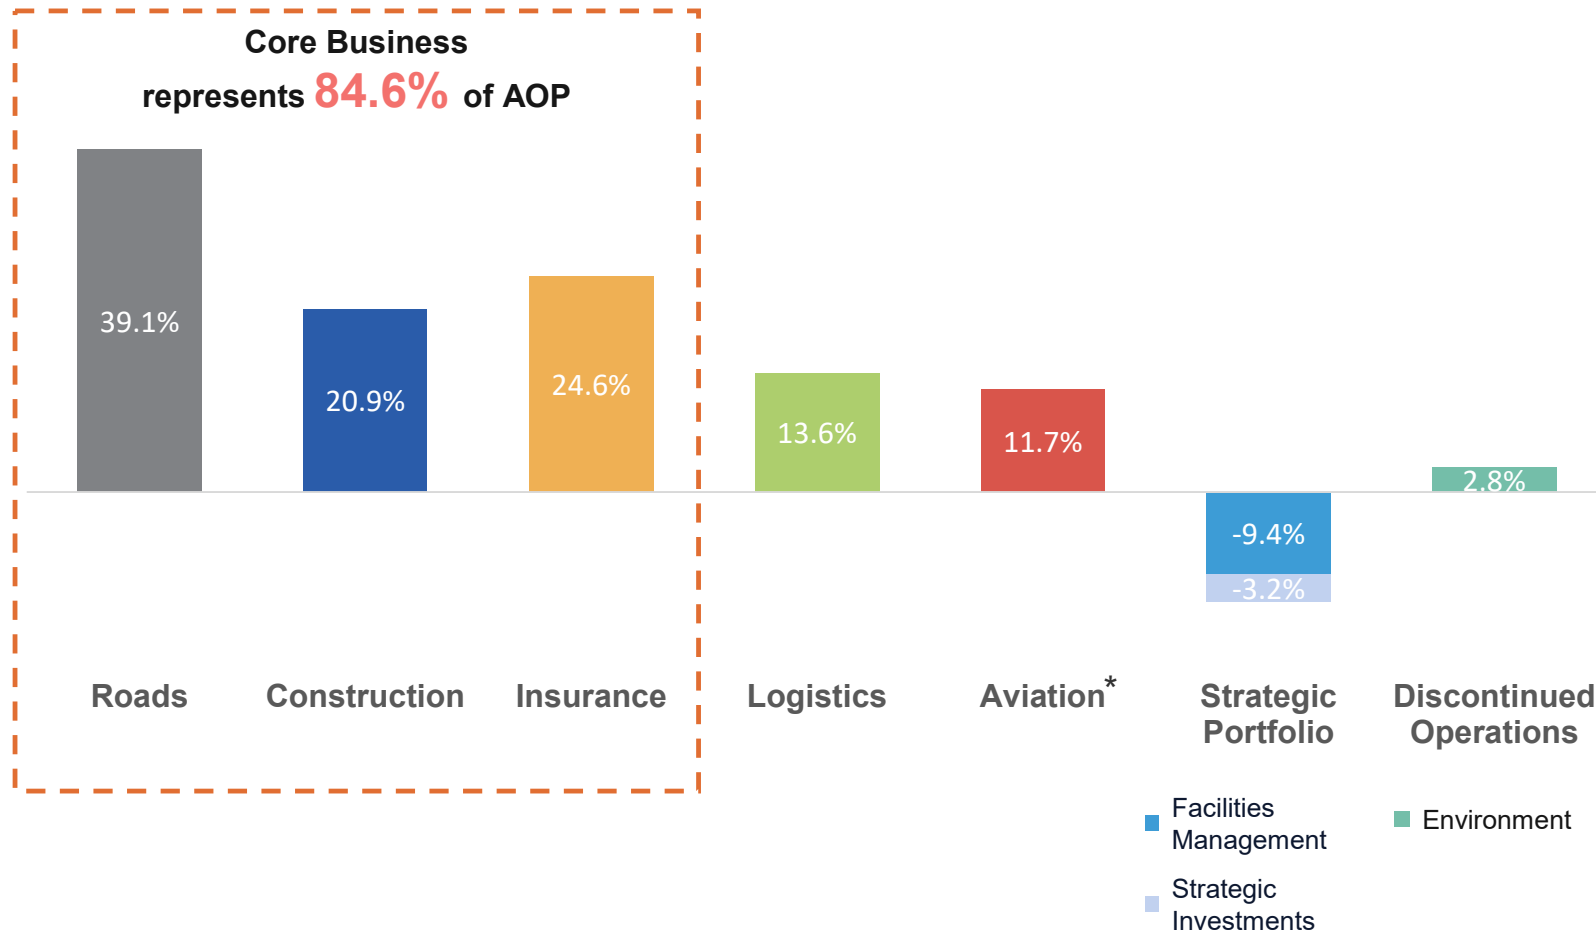 Core Business
represents 84.6% of AOP
39.1%
20.9%
24.6%
13.6%
11.7%
-9.4%
-3.2%
2.8%
Roads
Construction
Insurance
Logistics
Aviation*
Strategic
Portfolio
Discontinued
Operations
Facilities
Management
Strategic
Investments
Environment